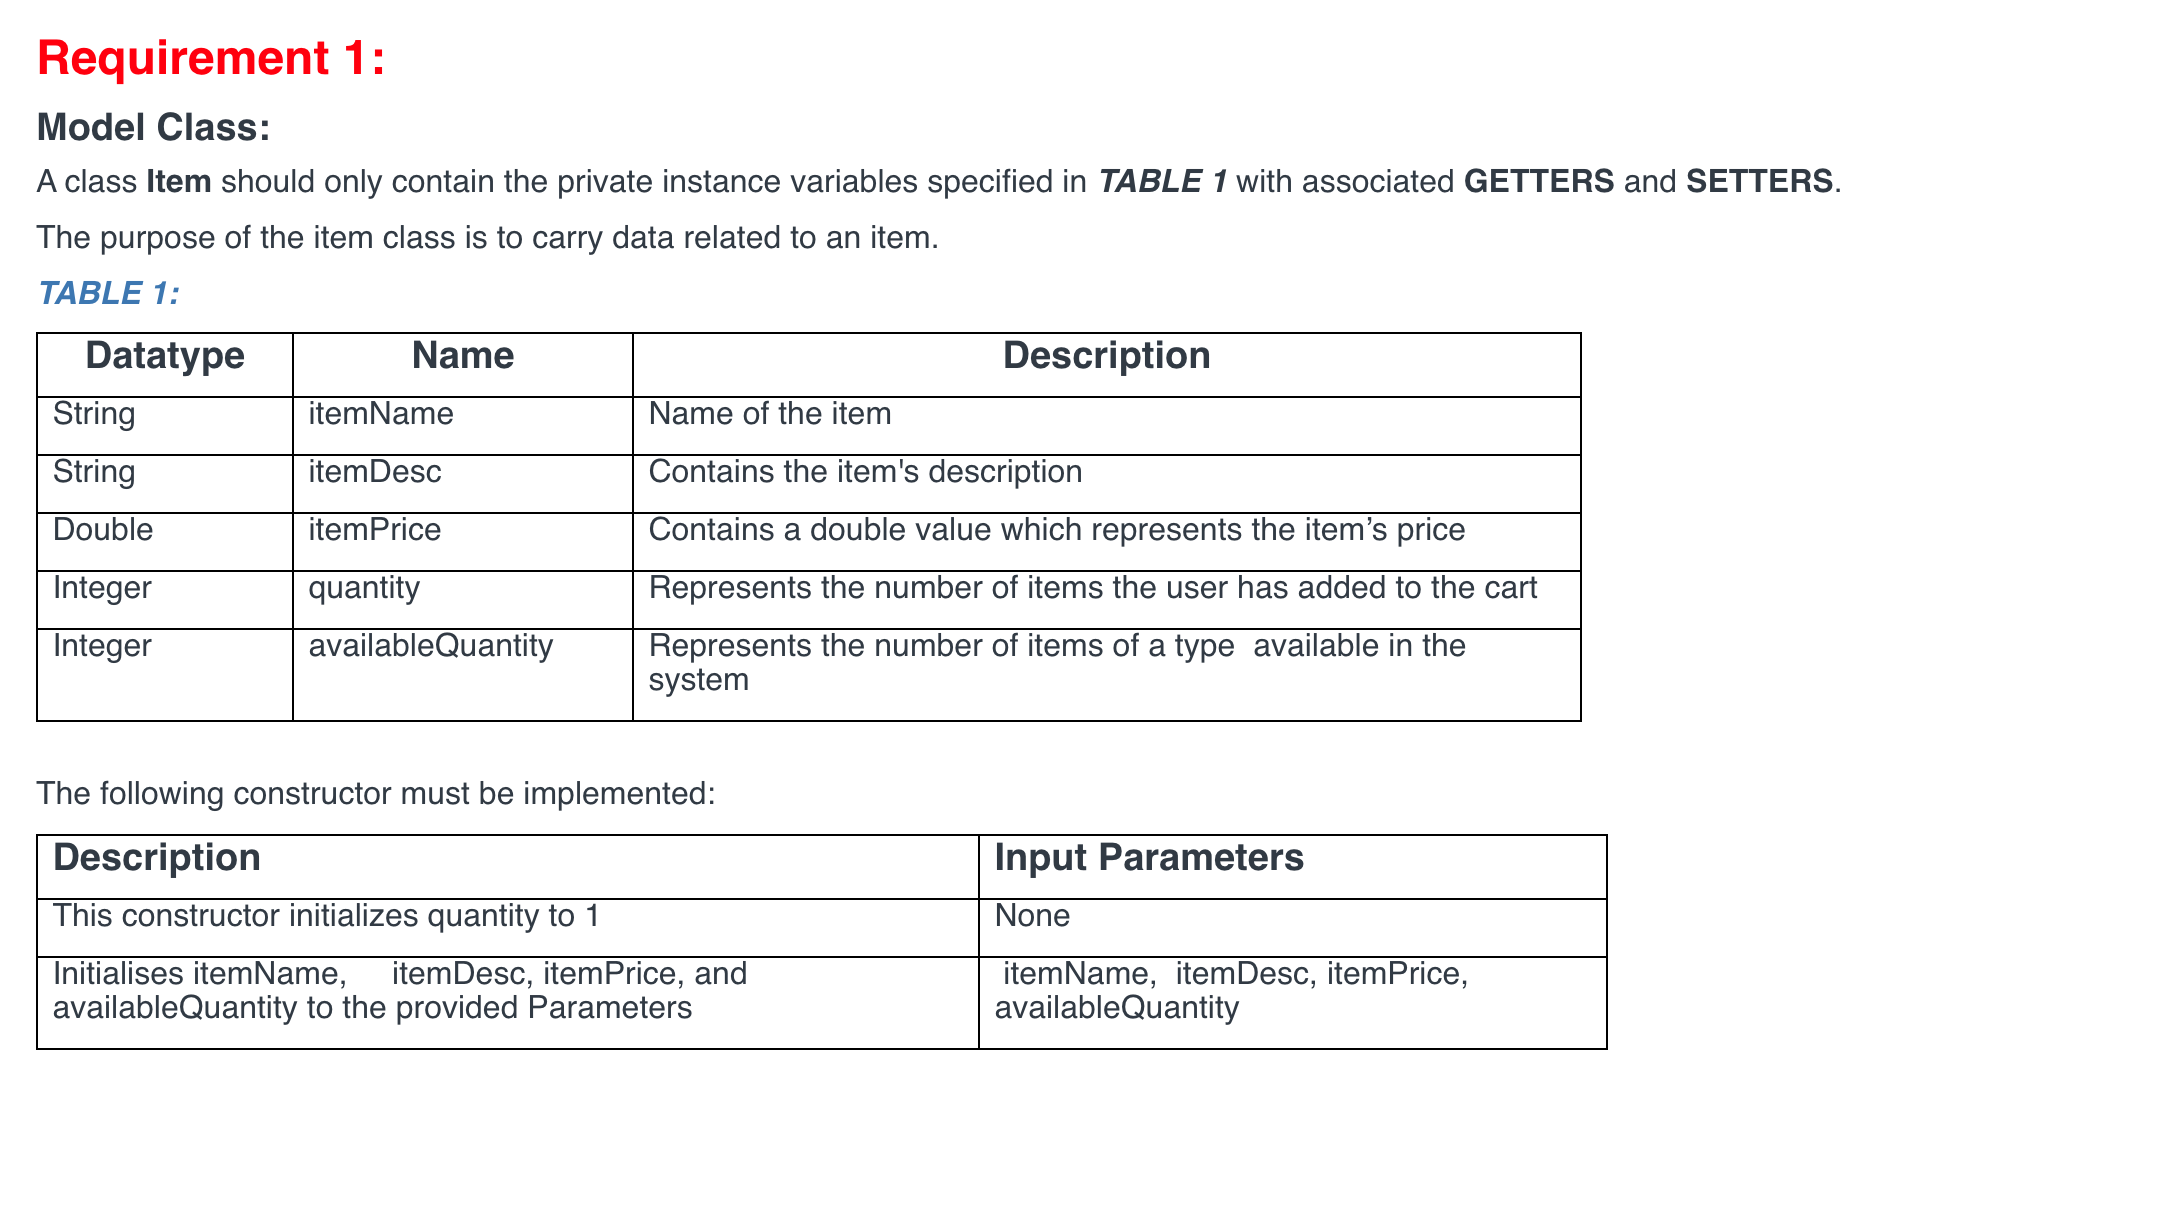 Requirement 1:
Model Class:
A class Item should only contain the private instance variables specified in TABLE 1 with associated GETTERS and SETTERS.
The purpose of the item class is to carry data related to an item.
TABLE 1:
Datatype Name Description
String itemName Name of the item
String itemDesc Contains the item's description
Double itemPrice Contains a double value which represents the item’s price
Integer quantity Represents the number of items the user has added to the cart
Integer availableQuantity Represents the number of items of a type  available in the
system
The following constructor must be implemented:
Description Input Parameters
This constructor initializes quantity to 1 None
Initialises itemName,     itemDesc, itemPrice, and itemName,  itemDesc, itemPrice,
availableQuantity to the provided Parameters availableQuantity